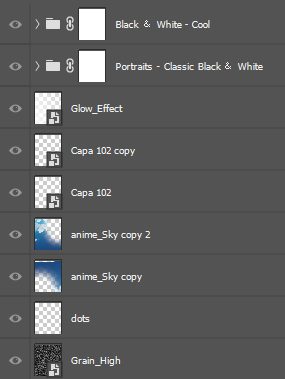 Black & White - Cool
Portraits - Classic Black & White
Glow_Effect
Capa 102 copy
Capa 102
anime_Sky copy 2
anime_Sky copy
dots
Grain_High